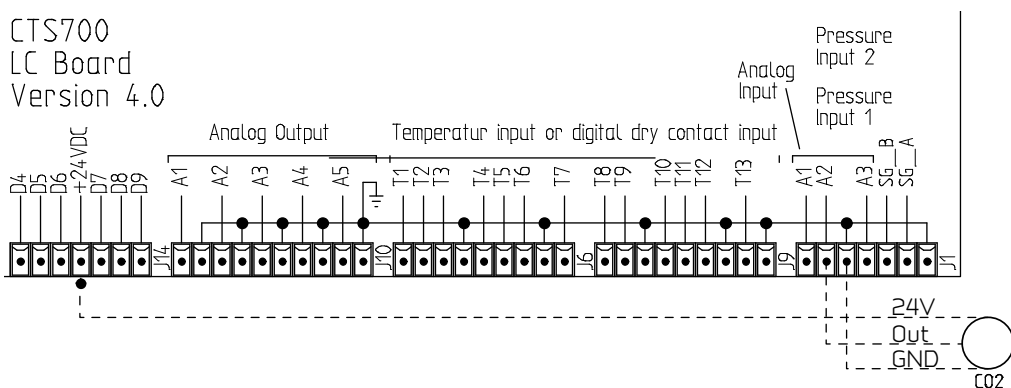 CTS700
LC Board
Version 4.0
Pressure
Input 2
Analog
Input
Pressure
Input 1
Analog Output
Temperatur input or digital dry contact input
D4 D5 D6 +24VDC D7 D8 D9 A1 A2 A3 A4 A5 T1 T2 T3 T4 T5 T6 T7 T8 T9 T10 T11 T12 T13 A1 A2 A3 SG_B SG_A
J14 J10 J6 J9 J1
24V
Out
GND
CO2